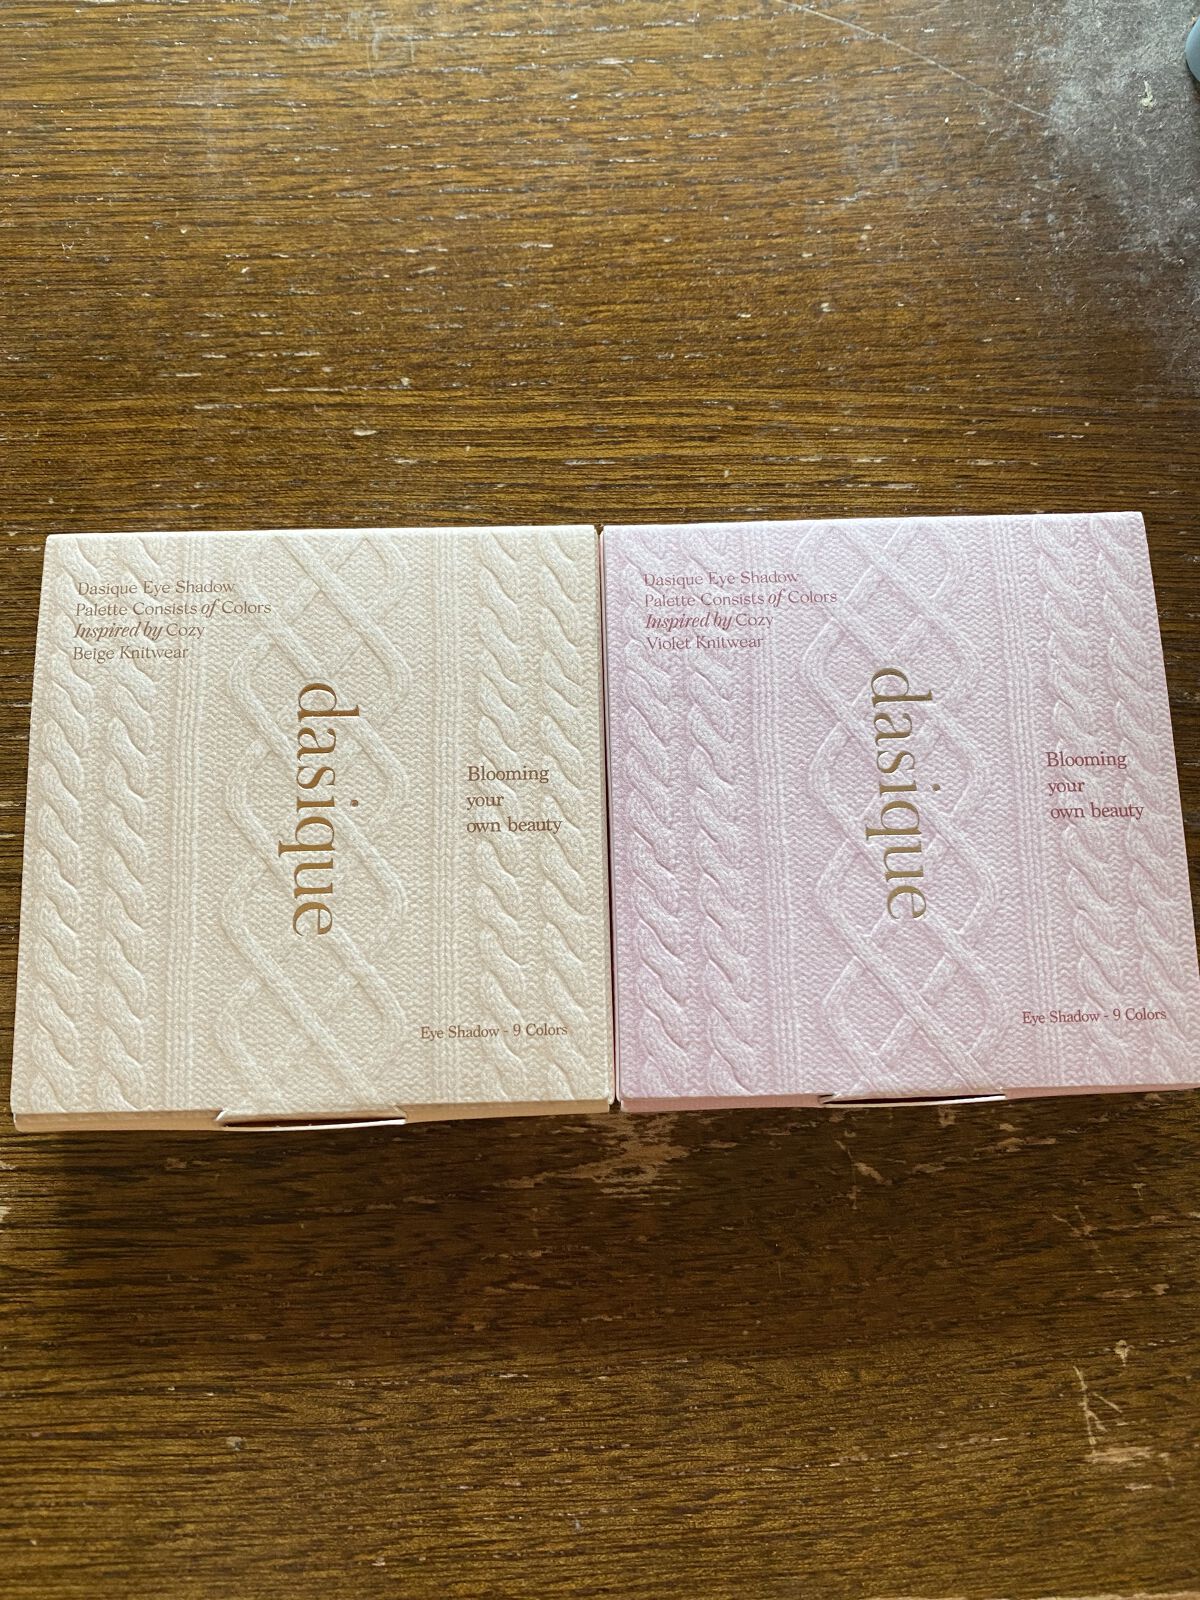 Dasique Eye Shadow
Palette Consists of Colors
Inspired by Cozy
Beige Knitwear
dasique
Blooming
your
own beauty
Eye Shadow - 9 Colors
Dasique Eye Shadow
Palette Consists of Colors
Inspired by Cozy
Violet Knitwear
dasique
Blooming
your
own beauty
Eye Shadow - 9 Colors